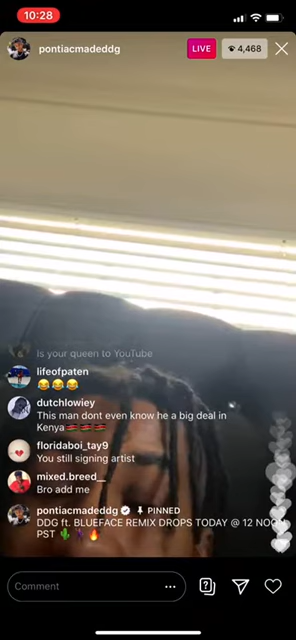 10:28
pontiacmadeddg
LIVE
4,468
Is your queen to YouTube
lifeofpaten
😂😂😂
dutchlowiey
This man dont even know he a big deal in
Kenya🇰🇪🇰🇪🇰🇪
floridaboi_tay9
You still signing artist
mixed.breed__
Bro add me
pontiacmadeddg PINNED
DDG ft. BLUEFACE REMIX DROPS TODAY @ 12 NOON
PST 🌵🔥
Comment